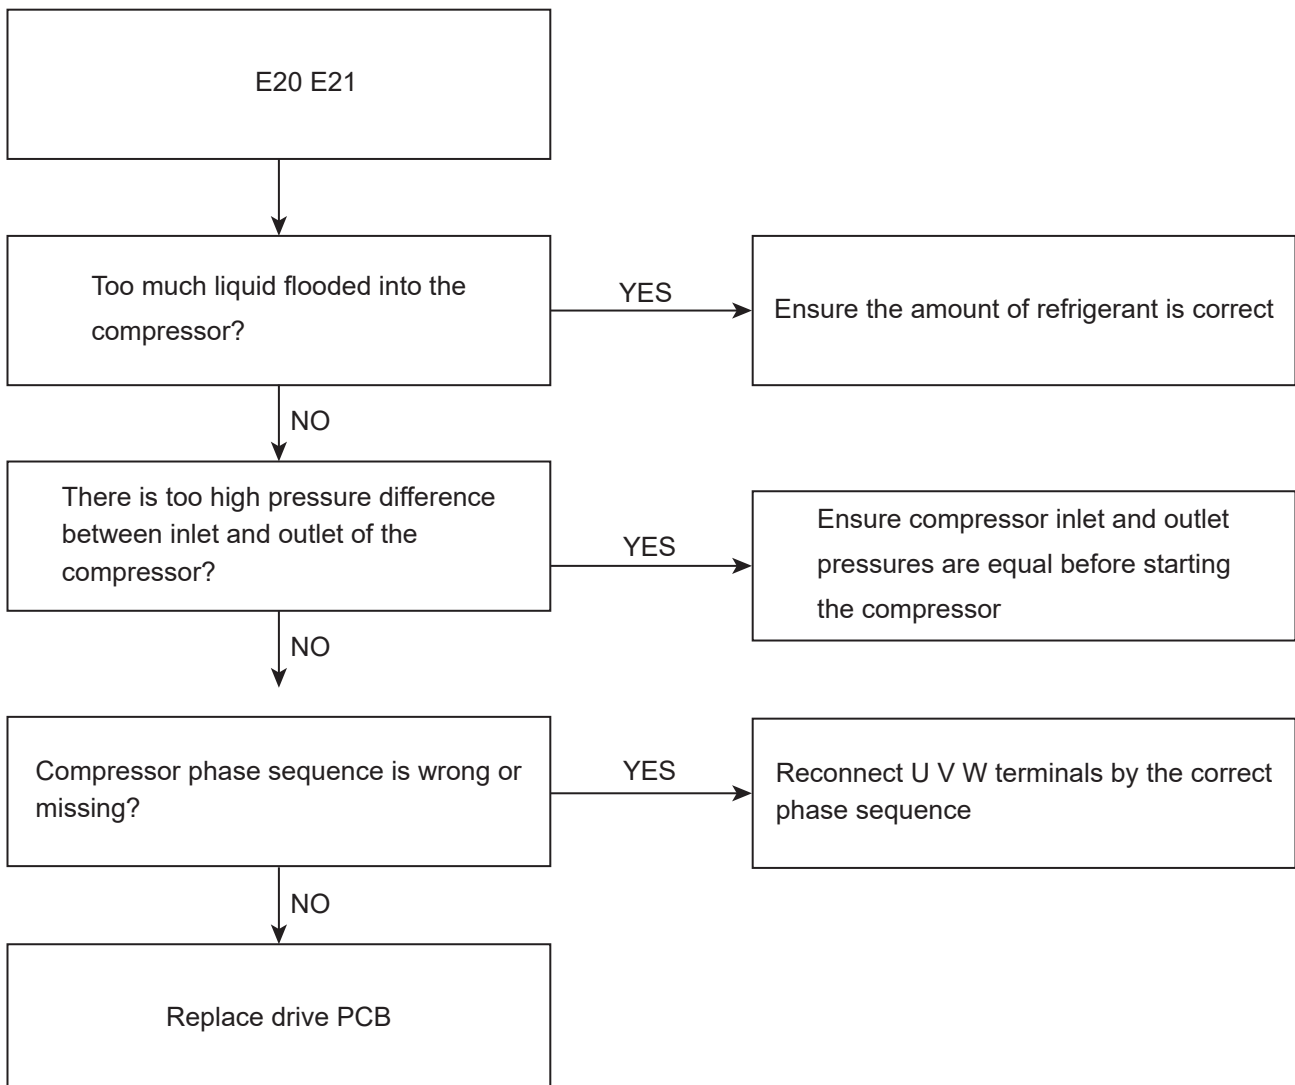 E20 E21
Too much liquid flooded into the
compressor?
YES
Ensure the amount of refrigerant is correct
NO
There is too high pressure difference
between inlet and outlet of the
compressor?
YES
Ensure compressor inlet and outlet
pressures are equal before starting
the compressor
NO
Compressor phase sequence is wrong or
missing?
YES
Reconnect U V W terminals by the correct
phase sequence
NO
Replace drive PCB